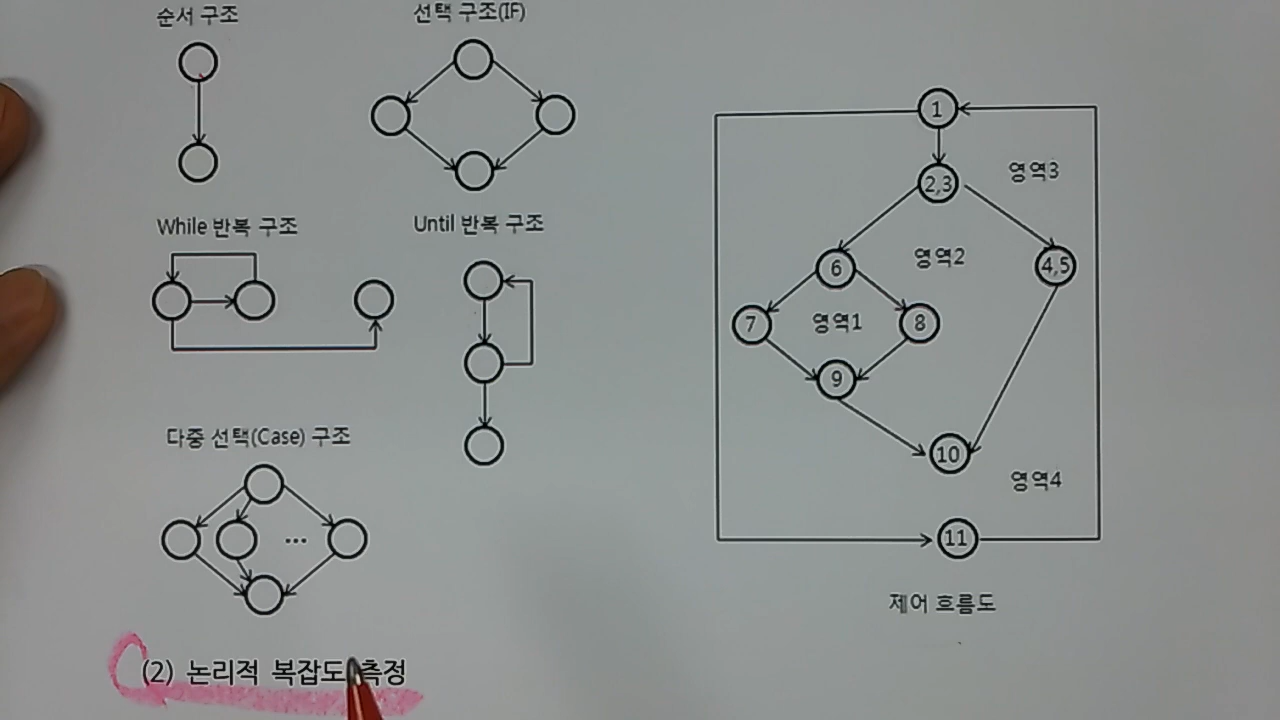 순서 구조
선택 구조(IF)
While 반복 구조
Until 반복 구조
다중 선택(Case) 구조
...
(2) 논리적 복잡도 측정
1
2,3
영역3
영역2
6
4,5
7
영역1
8
9
10
영역4
11
제어 흐름도